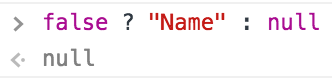 > false ? "Name" : null
<· null